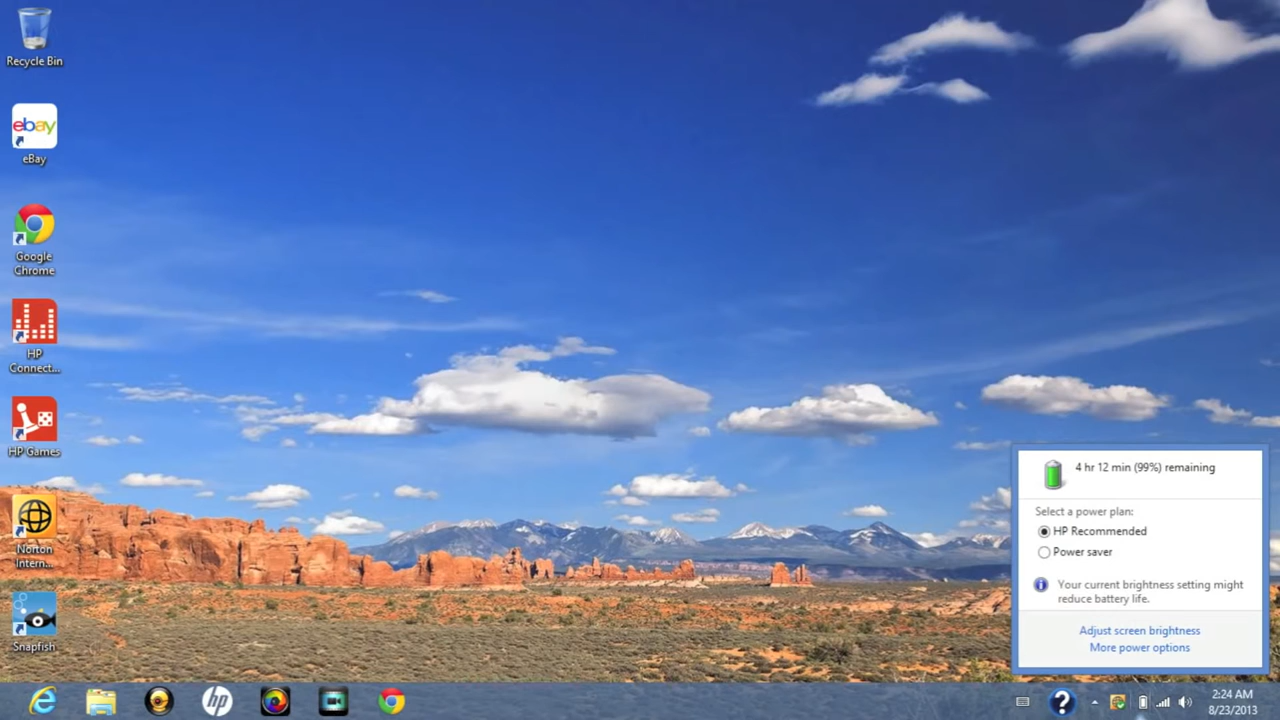 Recycle Bin
ebay
eBay
Google
Chrome
HP
Connect...
HP Games
Norton
Intern...
Snapfish
4 hr 12 min (99%) remaining
Select a power plan:
HP Recommended
Power saver
Your current brightness setting might
reduce battery life.
Adjust screen brightness
More power options
hp
?
2:24 AM
8/23/2013